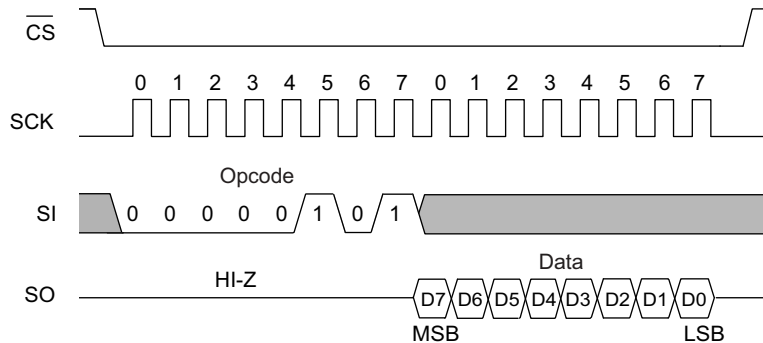 CS
0 1 2 3 4 5 6 7 0 1 2 3 4 5 6 7
SCK
Opcode
SI 0 0 0 0 0 1 0 1
Data
HI-Z
SO D7 D6 D5 D4 D3 D2 D1 D0
MSB LSB